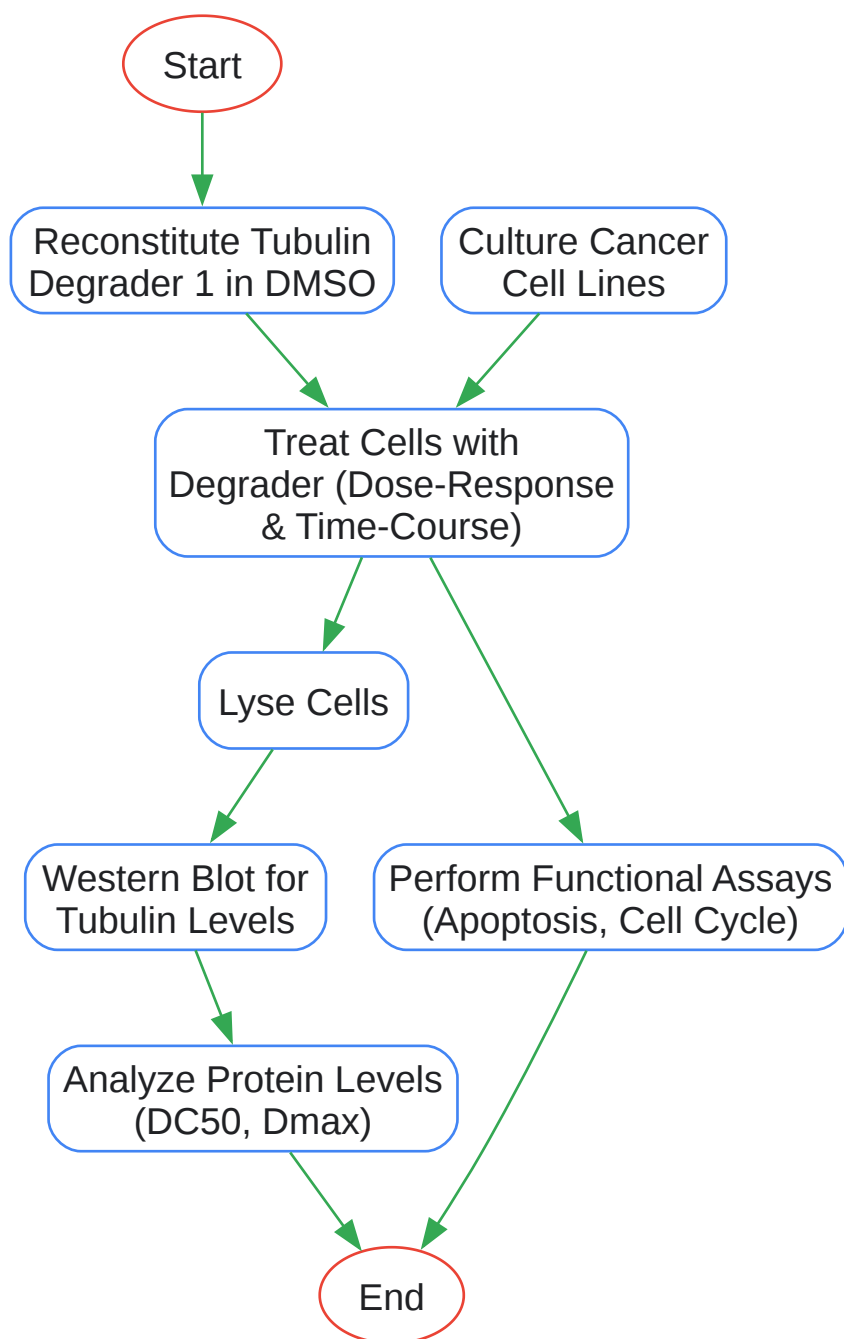 Start
Reconstitute Tubulin
Degrader 1 in DMSO
Culture Cancer
Cell Lines
Treat Cells with
Degrader (Dose-Response
& Time-Course)
Lyse Cells
Western Blot for
Tubulin Levels
Perform Functional Assays
(Apoptosis, Cell Cycle)
Analyze Protein Levels
(DC50, Dmax)
End